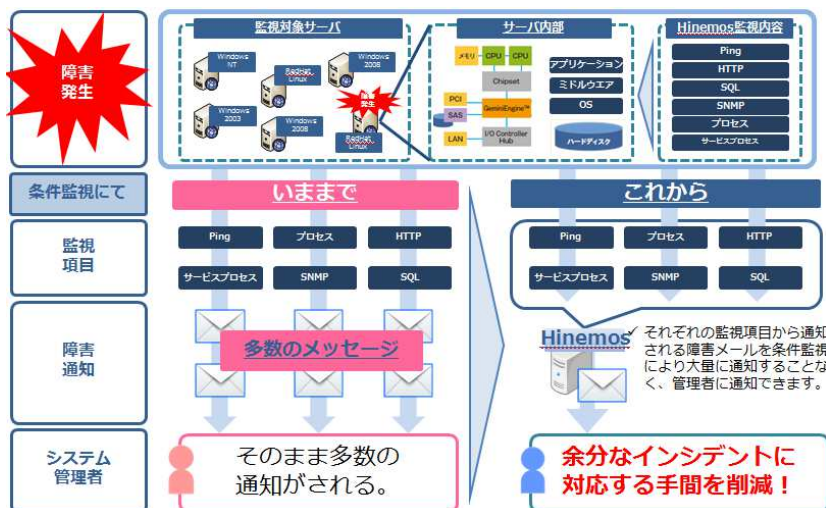 障害
発生
監視対象サーバ
Windows
NT
RedHat
Linux
Windows
2008
Windows
2003
Windows
2008
障害
発生
RedHat
Linux
サーバ内部
メモリ
CPU
CPU
Chipset
PCI
SAS
GeminiEngine™
LAN
I/O Controller
Hub
アプリケーション
ミドルウエア
OS
ハードディスク
Hinemos監視内容
Ping
HTTP
SQL
SNMP
プロセス
サービスプロセス
条件監視にて
いままで
これから
監視
項目
Ping
プロセス
HTTP
サービスプロセス
SNMP
SQL
Ping
プロセス
HTTP
サービスプロセス
SNMP
SQL
障害
通知
多数のメッセージ
Hinemos
✓ それぞれの監視項目から通知
される障害メールを条件監視
により大量に通知することな
く、管理者に通知できます。
システム
管理者
そのまま多数の
通知がされる。
余分なインシデントに
対応する手間を削減！